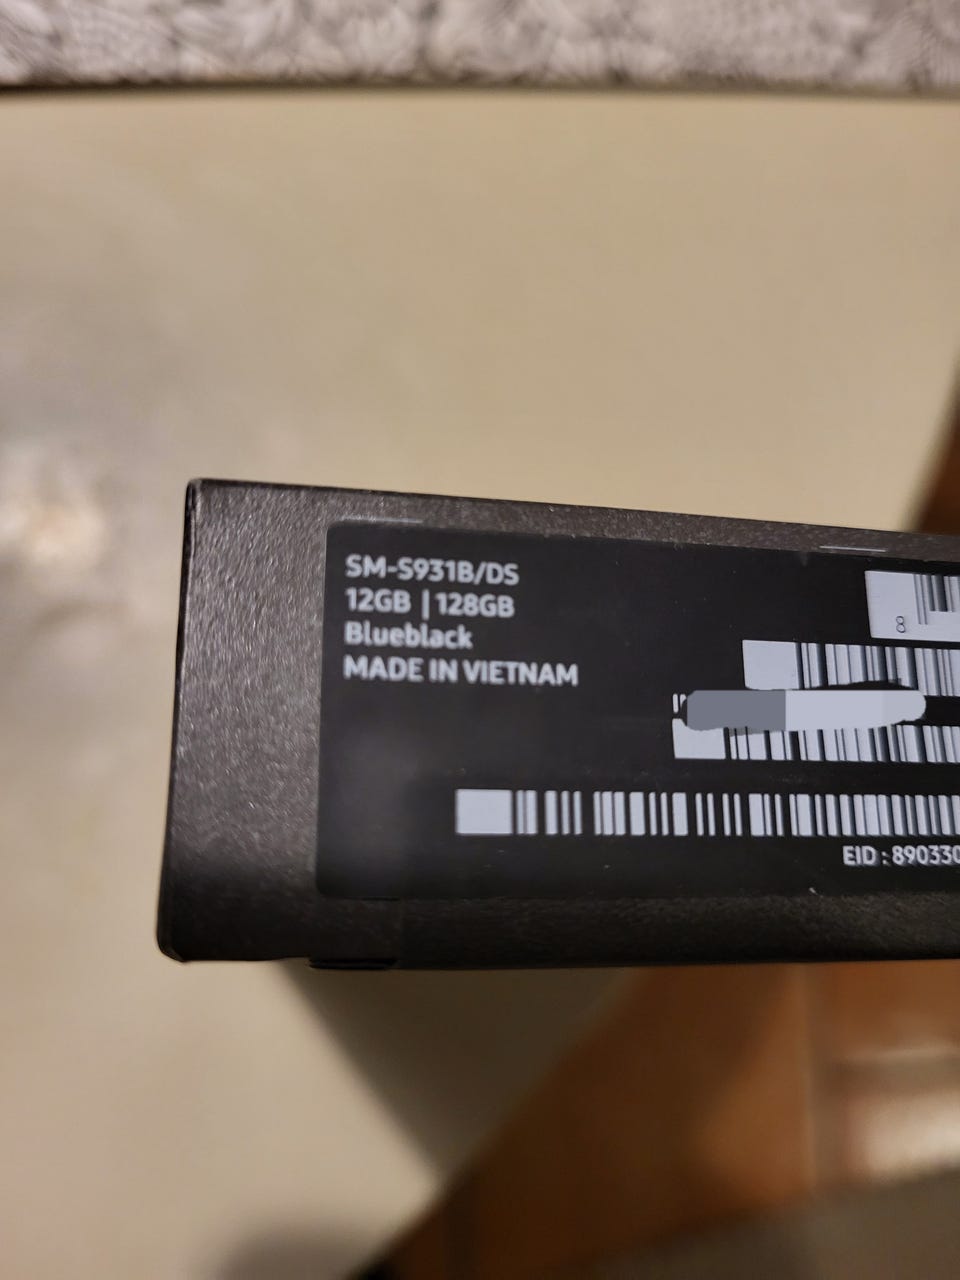 SM-S931B/DS
12GB | 128GB
Blueblack
MADE IN VIETNAM
8
EID : 890330